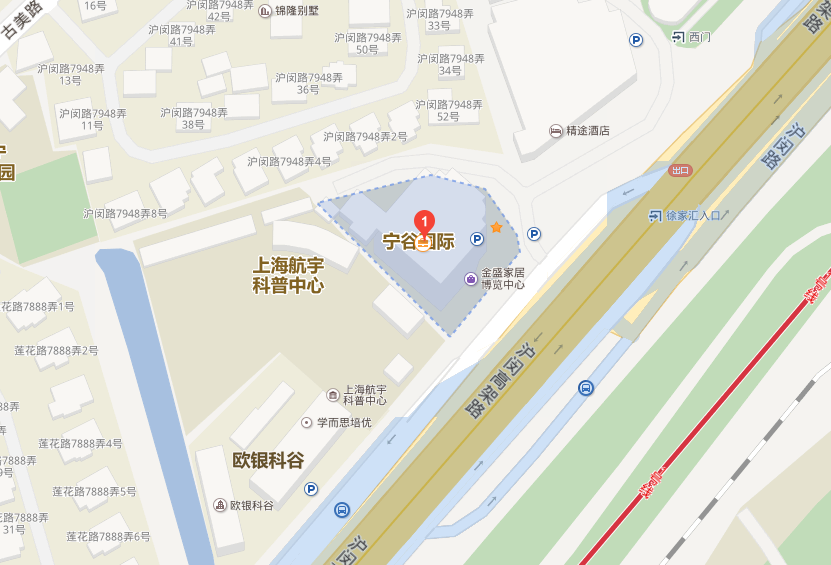 16号
沪闵路7948弄
42号
锦隆别墅
沪闵路7948弄
33号
古美路
沪闵路7948弄
41号
沪闵路7948弄
50号
西门
沪闵路7948弄
13号
沪闵路7948弄
36号
沪闵路7948弄
34号
沪闵路7948弄
11号
沪闵路7948弄
38号
沪闵路7948弄
52号
沪闵路7948弄2号
精途酒店
沪闵路
沪闵路7948弄4号
园
出口
沪闵路7948弄8号
徐家汇入口
1
宁谷国际
上海航宇
科普中心
金盛家居
博览中心
莲花路7888弄2号
沪闵高架路
上海航宇
科普中心
学而思培优
莲花路7888弄4号
欧银科谷
莲花路7888弄5号
欧银科谷
31号
莲花路7888弄6号
沪闵